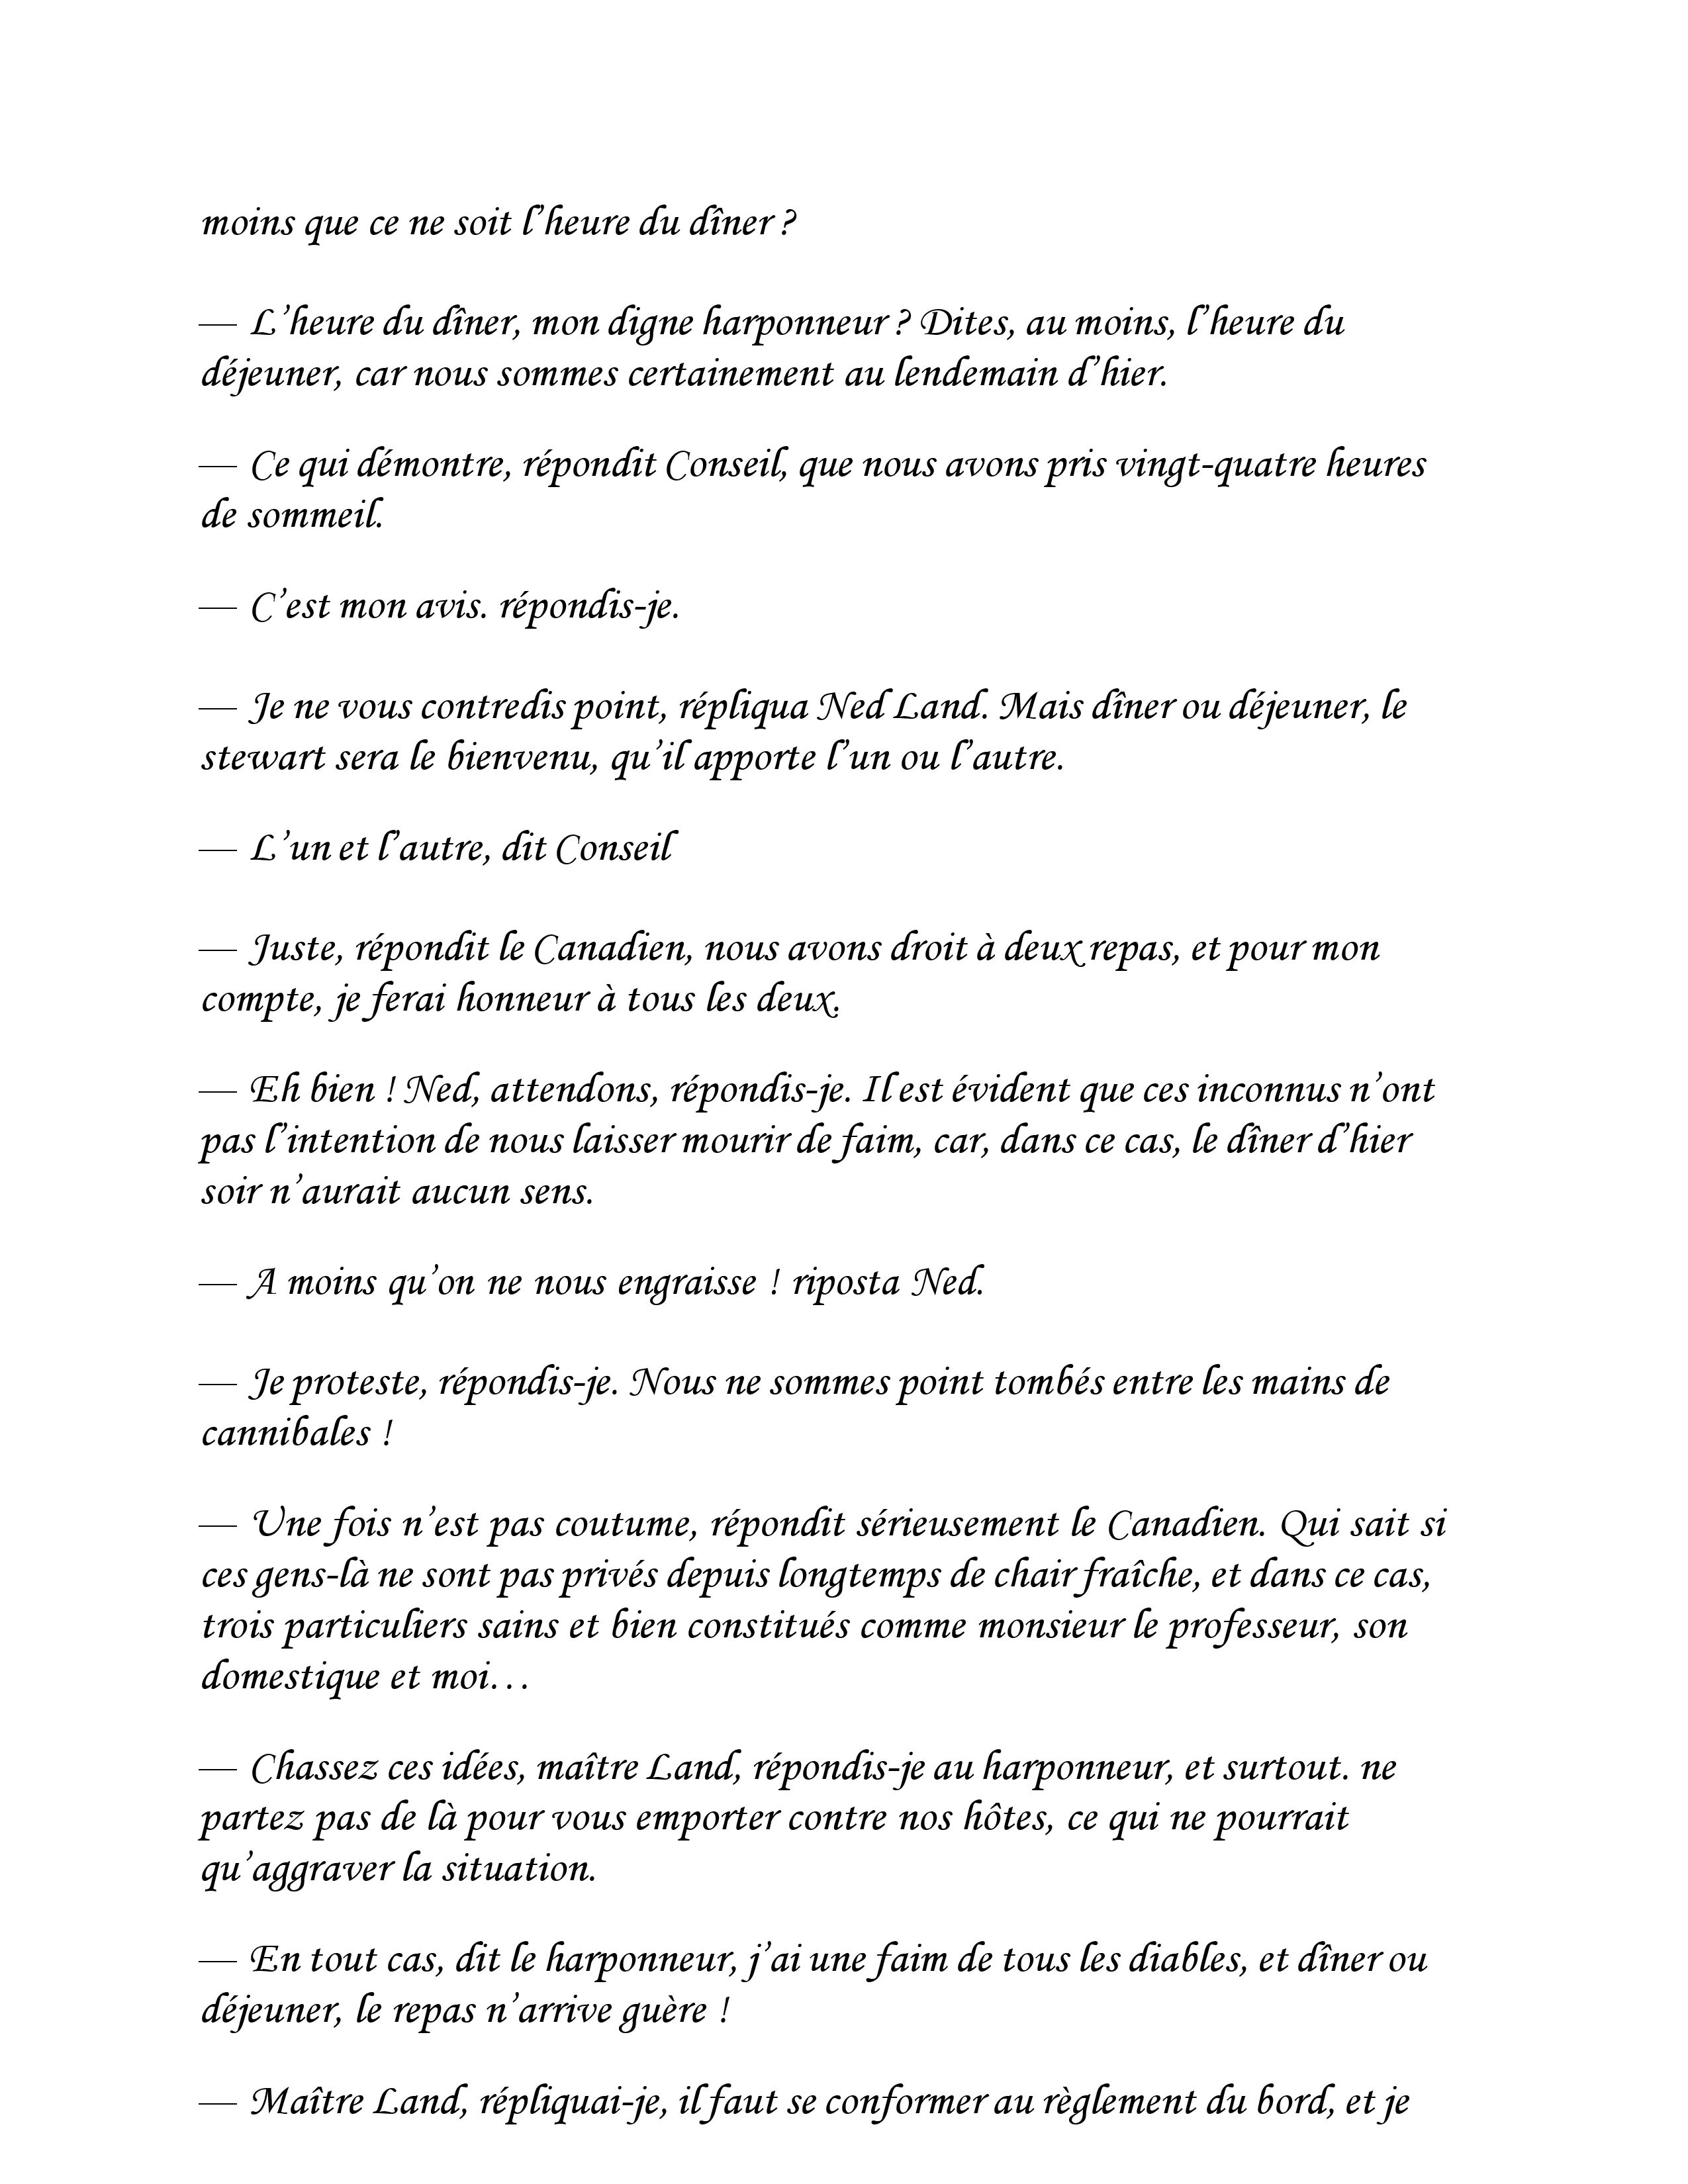 moins que ce ne soit l’heure du dîner ?
— L’heure du dîner, mon digne harponneur ? Dites, au moins, l’heure du
déjeuner, car nous sommes certainement au lendemain d’hier.
— Ce qui démontre, répondit Conseil, que nous avons pris vingt-quatre heures
de sommeil.
— C’est mon avis. répondis-je.
— Je ne vous contredis point, répliqua Ned Land. Mais dîner ou déjeuner, le
stewart sera le bienvenu, qu’il apporte l’un ou l’autre.
— L’un et l’autre, dit Conseil
— Juste, répondit le Canadien, nous avons droit à deux repas, et pour mon
compte, je ferai honneur à tous les deux.
— Eh bien ! Ned, attendons, répondis-je. Il est évident que ces inconnus n’ont
pas l’intention de nous laisser mourir de faim, car, dans ce cas, le dîner d’hier
soir n’aurait aucun sens.
— A moins qu’on ne nous engraisse ! riposta Ned.
— Je proteste, répondis-je. Nous ne sommes point tombés entre les mains de
cannibales !
— Une fois n’est pas coutume, répondit sérieusement le Canadien. Qui sait si
ces gens-là ne sont pas privés depuis longtemps de chair fraîche, et dans ce cas,
trois particuliers sains et bien constitués comme monsieur le professeur, son
domestique et moi…
— Chassez ces idées, maître Land, répondis-je au harponneur, et surtout. ne
partez pas de là pour vous emporter contre nos hôtes, ce qui ne pourrait
qu’aggraver la situation.
— En tout cas, dit le harponneur, j’ai une faim de tous les diables, et dîner ou
déjeuner, le repas n’arrive guère !
— Maître Land, répliquai-je, il faut se conformer au règlement du bord, et je